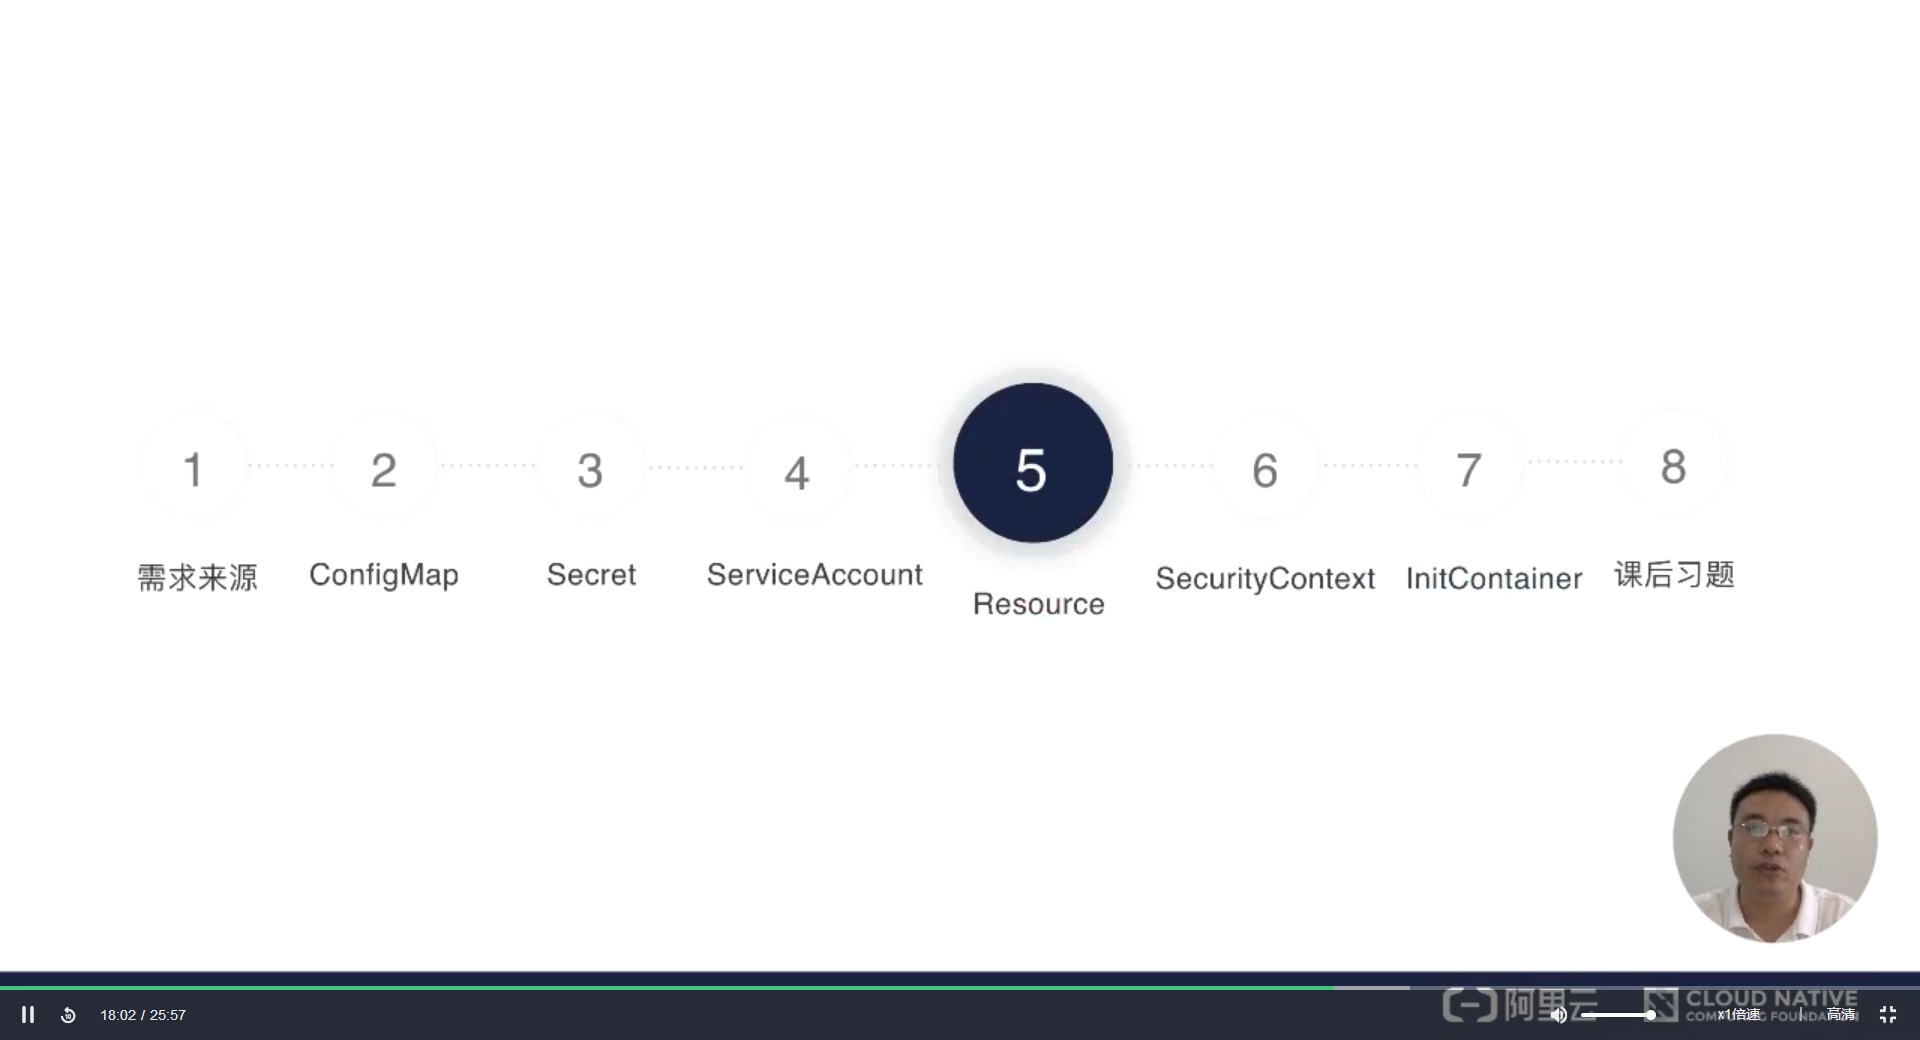 1
2
3
4
5
6
7
8
需求来源
ConfigMap
Secret
ServiceAccount
Resource
SecurityContext
InitContainer
课后习题
10
18:02 / 25:57
阿里云
CLOUD NATIVE
COMPUTING FOUNDATION
x1倍速
高清